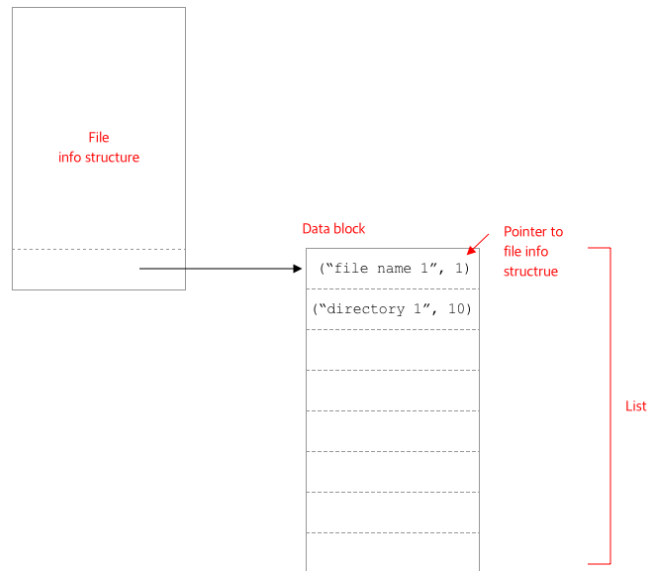 File
info structure
Data block
Pointer to
file info
structrue
(“file name 1”, 1)
(“directory 1”, 10)
List